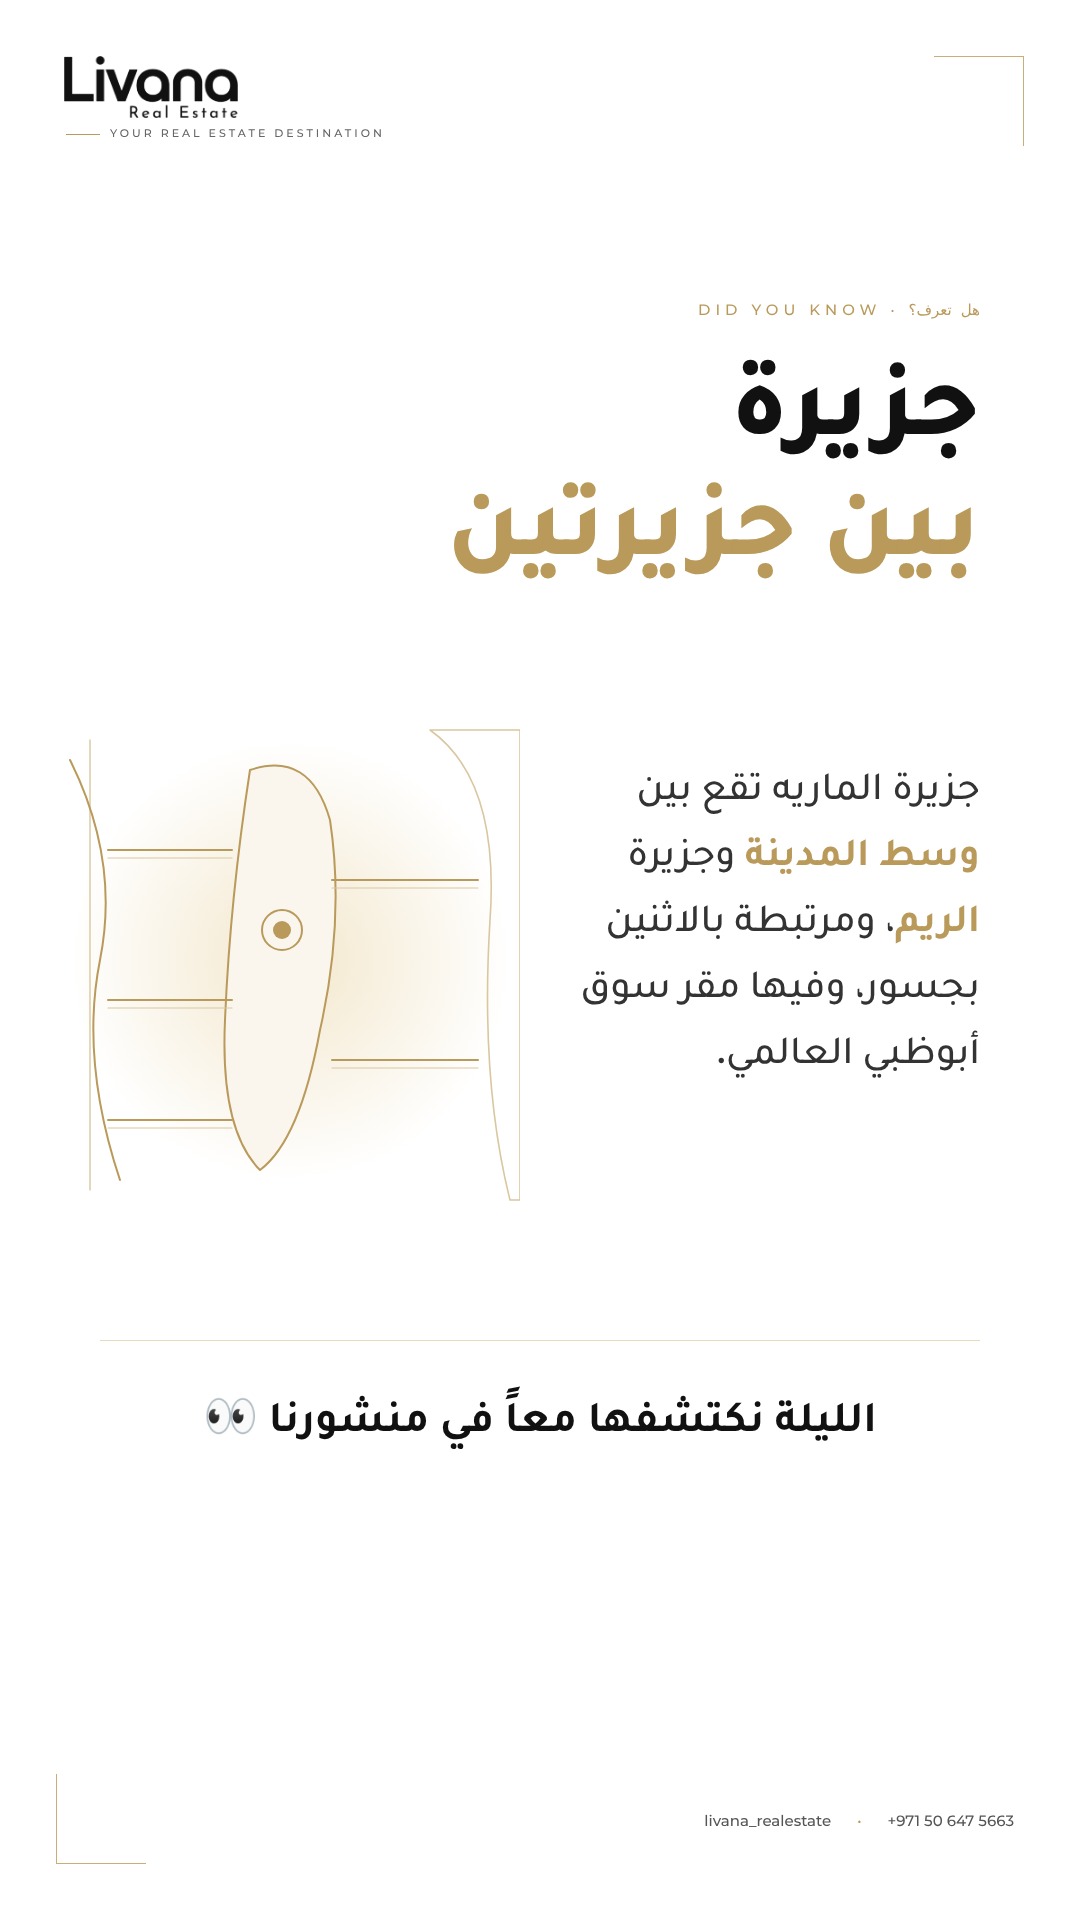 Livana
Real Estate
YOUR REAL ESTATE DESTINATION
هل تعرف؟ · DID YOU KNOW
جزيرة
بين جزيرتين
جزيرة الماريه تقع بين
وسط المدينة وجزيرة
الريم، ومرتبطة بالاثنين
بجسور، وفيها مقر سوق
أبوظبي العالمي.
الليلة نكتشفها معاً في منشورنا 👀
livana_realestate · +971 50 647 5663